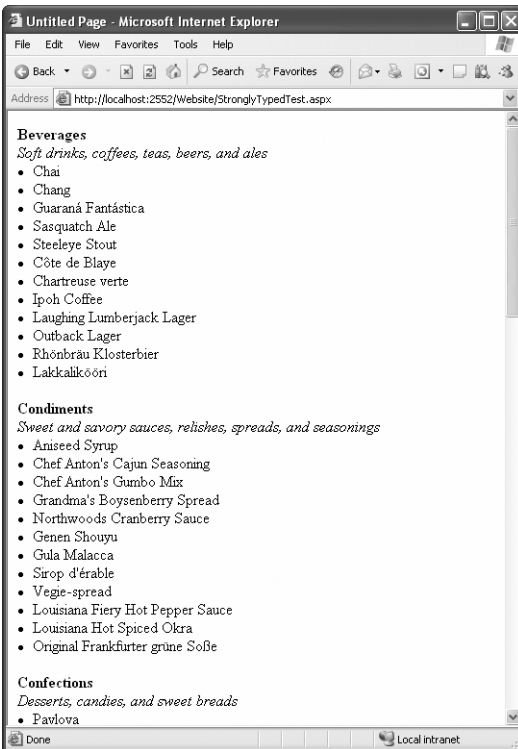 Untitled Page - Microsoft Internet Explorer
File Edit View Favorites Tools Help
Back Search Favorites
Address http://localhost:2552/Website/StronglyTypedTest.aspx
Beverages
Soft drinks, coffees, teas, beers, and ales
• Chai
• Chang
• Guaraná Fantástica
• Sasquatch Ale
• Steeleye Stout
• Côte de Blaye
• Chartreuse verte
• Ipoh Coffee
• Laughing Lumberjack Lager
• Outback Lager
• Rhönbräu Klosterbier
• Lakkalikööri
Condiments
Sweet and savory sauces, relishes, spreads, and seasonings
• Aniseed Syrup
• Chef Anton's Cajun Seasoning
• Chef Anton's Gumbo Mix
• Grandma's Boysenberry Spread
• Northwoods Cranberry Sauce
• Genen Shouyu
• Gula Malacca
• Sirop d'érable
• Vegie-spread
• Louisiana Fiery Hot Pepper Sauce
• Louisiana Hot Spiced Okra
• Original Frankfurter grüne Soße
Confections
Desserts, candies, and sweet breads
• Pavlova
Done Local intranet